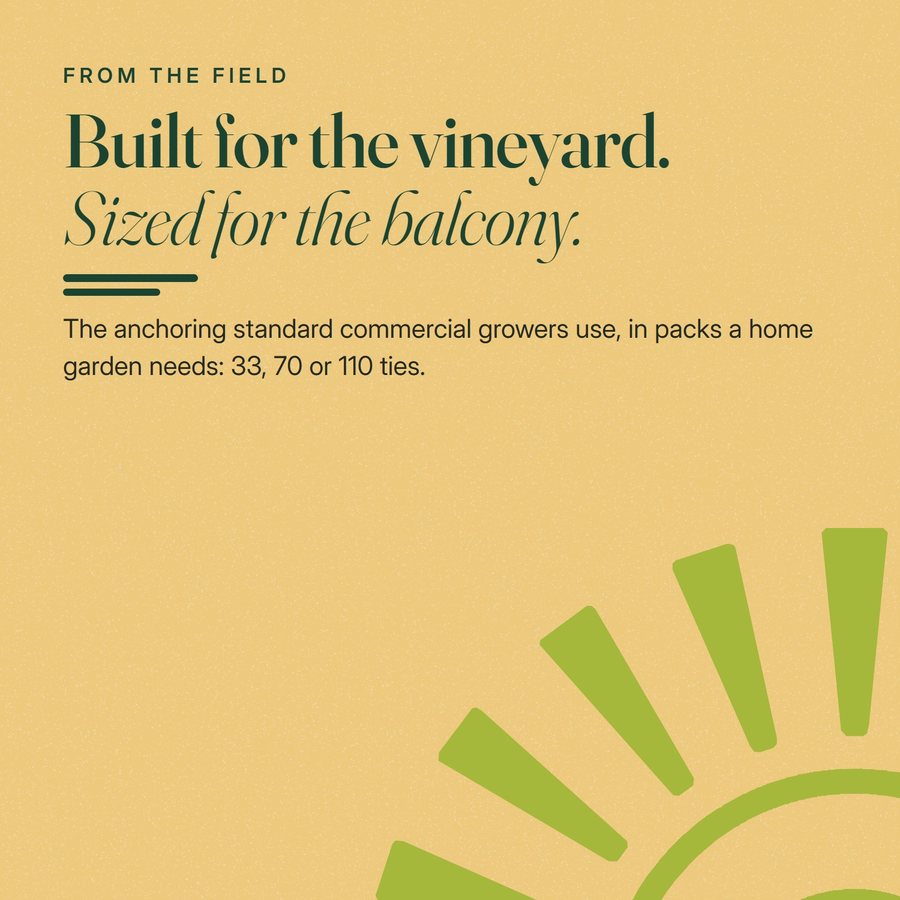 FROM THE FIELD
Built for the vineyard.
Sized for the balcony.
The anchoring standard commercial growers use, in packs a home
garden needs: 33, 70 or 110 ties.